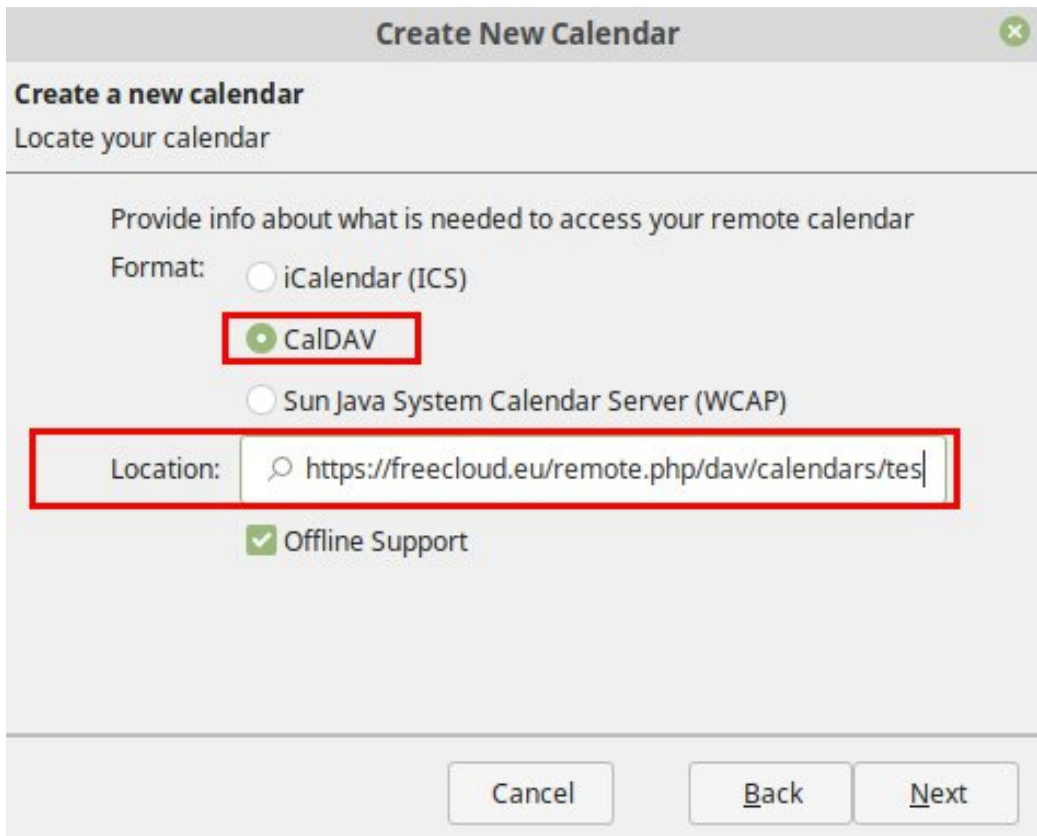 Create New Calendar
Create a new calendar
Locate your calendar
Provide info about what is needed to access your remote calendar
Format:
iCalendar (ICS)
CalDAV
Sun Java System Calendar Server (WCAP)
Location: https://freecloud.eu/remote.php/dav/calendars/tes
Offline Support
Cancel Back Next